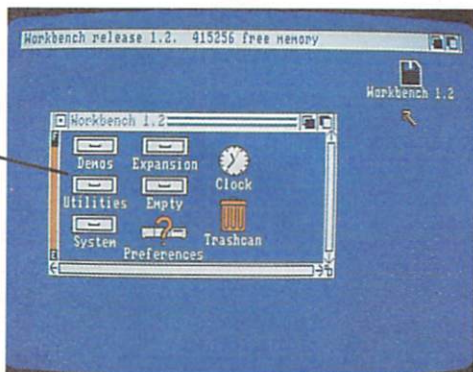 Workbench release 1.2. 415256 free memory
Workbench 1.2
Workbench 1.2
Demos Expansion
Clock
Utilities Empty
System Trashcan
Preferences